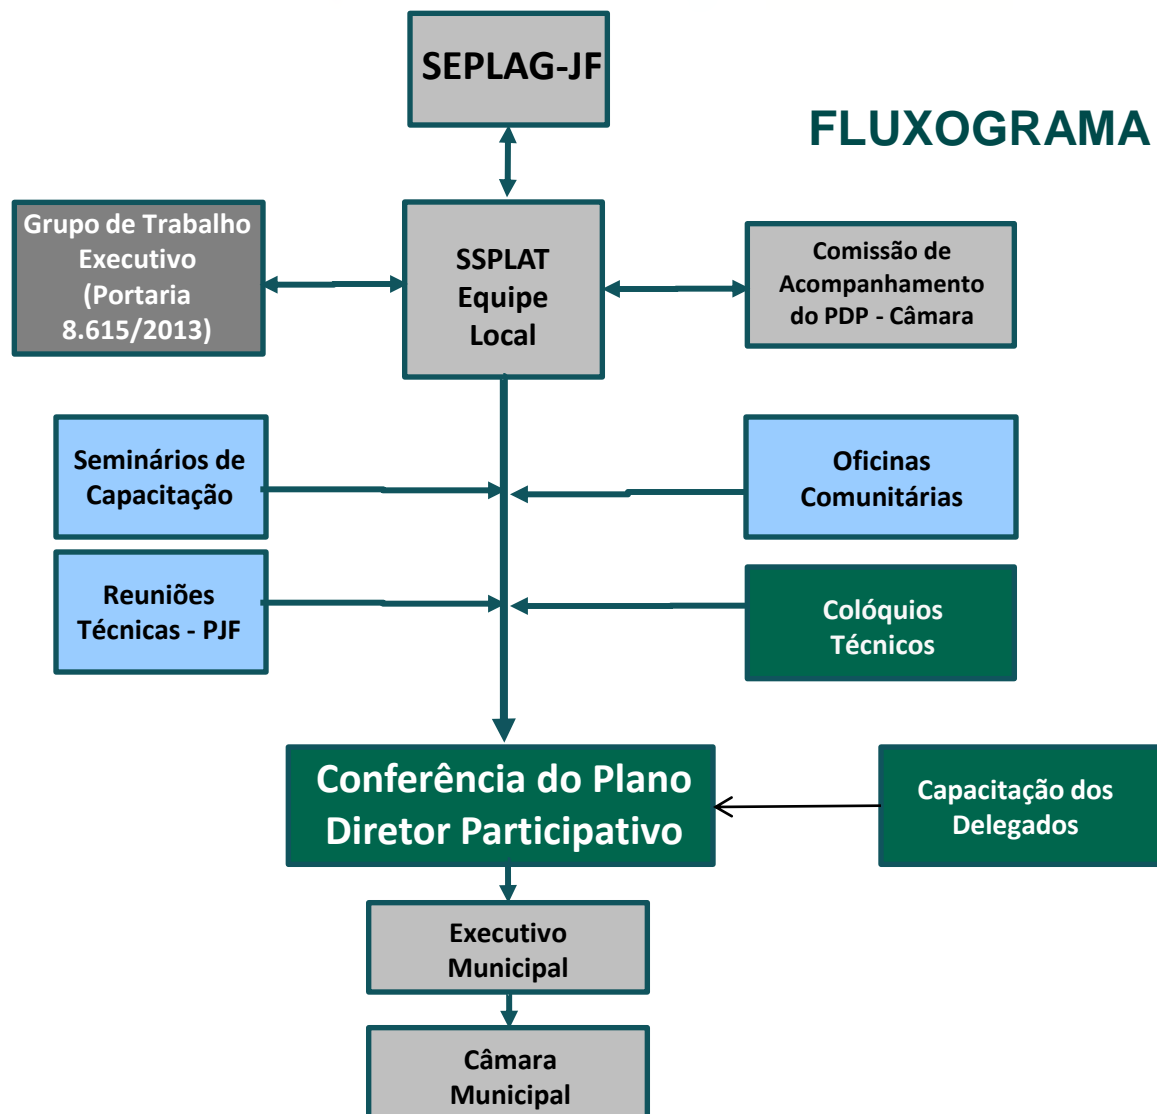 SEPLAG-JF
FLUXOGRAMA
Grupo de Trabalho
Executivo
(Portaria
8.615/2013)
SSPLAT
Equipe
Local
Comissão de
Acompanhamento
do PDP - Câmara
Seminários de
Capacitação
Oficinas
Comunitárias
Reuniões
Técnicas - PJF
Colóquios
Técnicos
Conferência do Plano
Diretor Participativo
Capacitação dos
Delegados
Executivo
Municipal
Câmara
Municipal